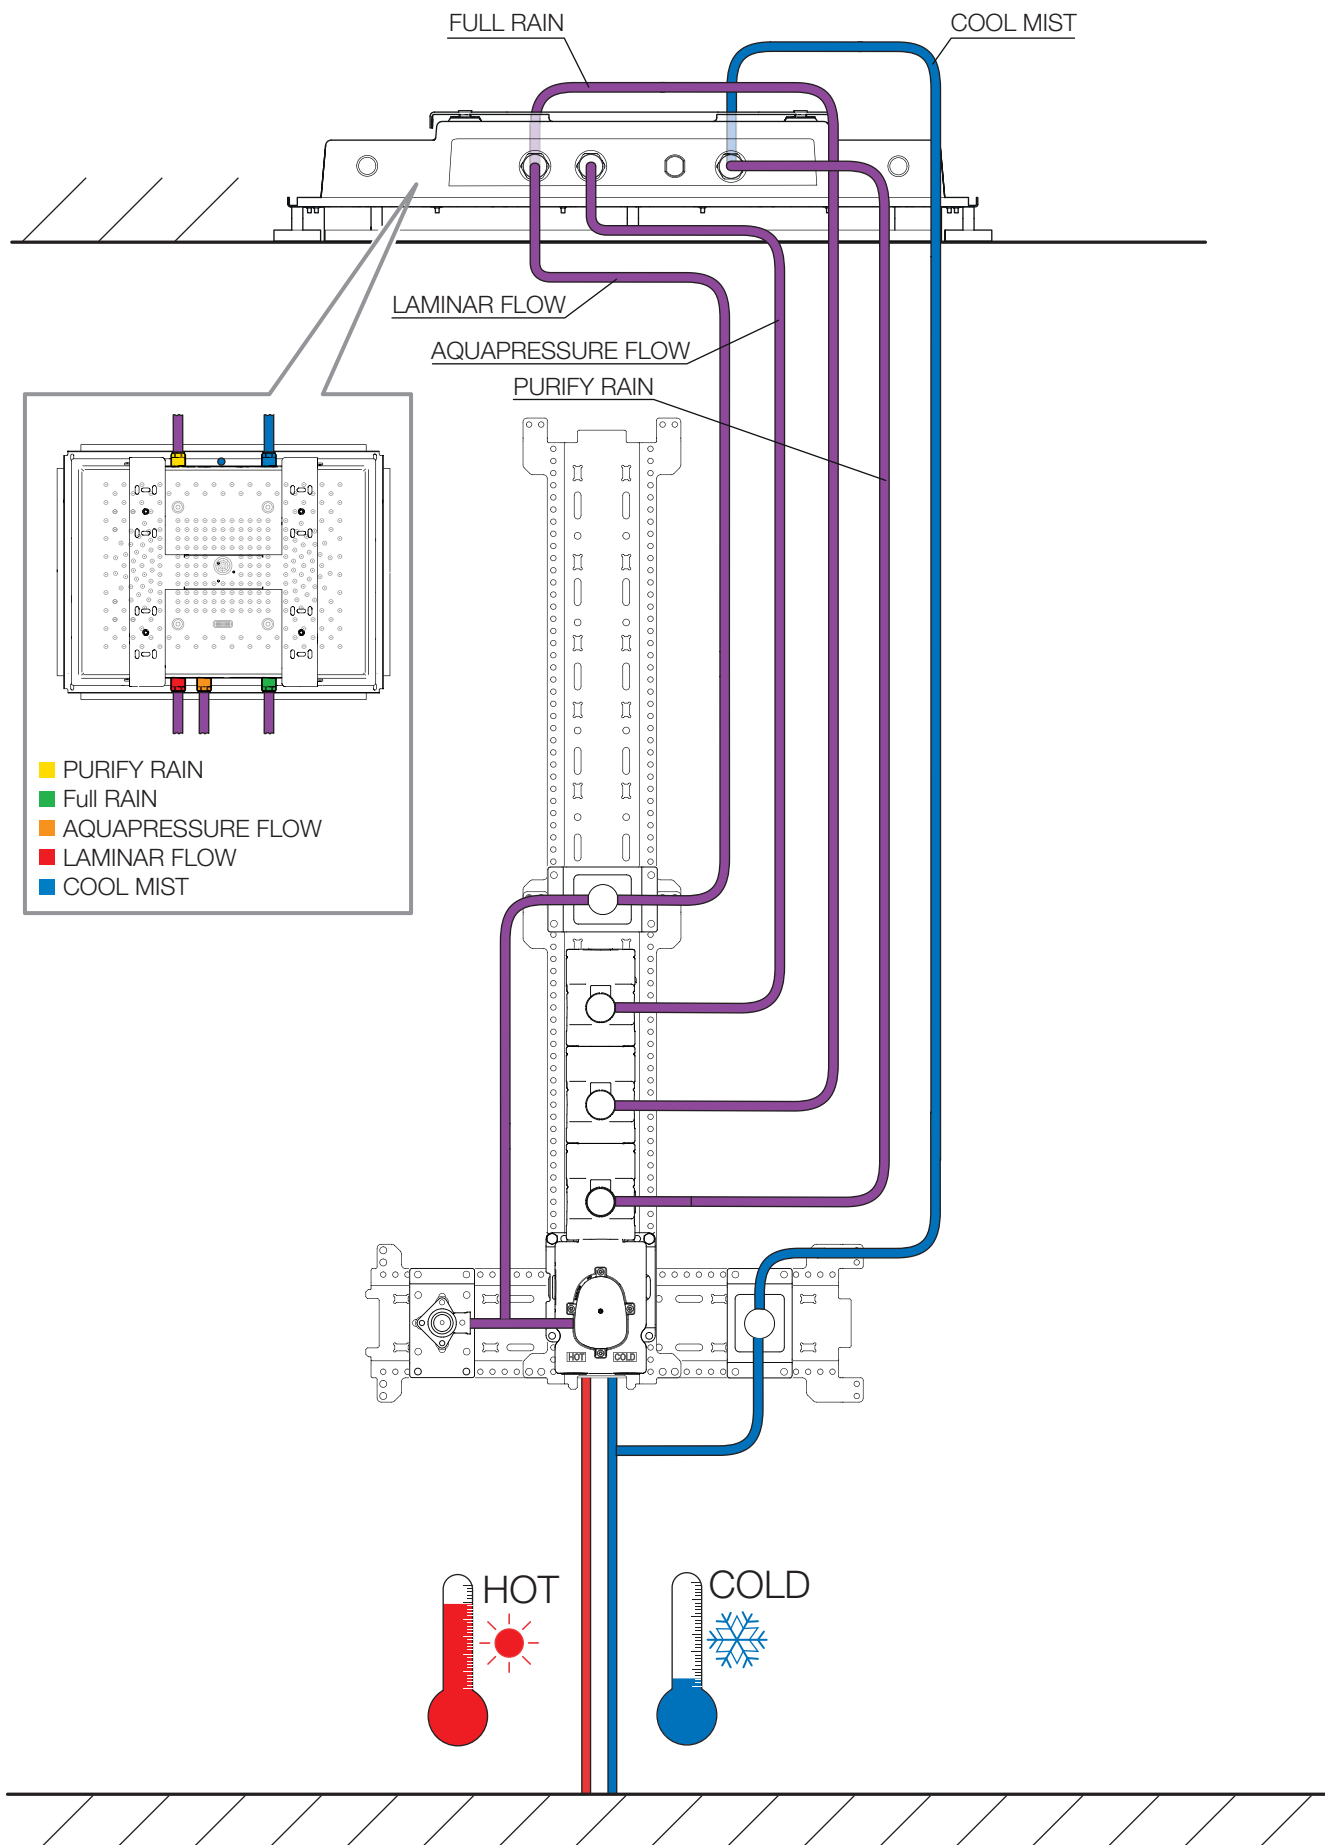 FULL RAIN
COOL MIST
LAMINAR FLOW
AQUAPRESSURE FLOW
PURIFY RAIN
PURIFY RAIN
Full RAIN
AQUAPRESSURE FLOW
LAMINAR FLOW
COOL MIST
HOT
COLD
HOT
COLD